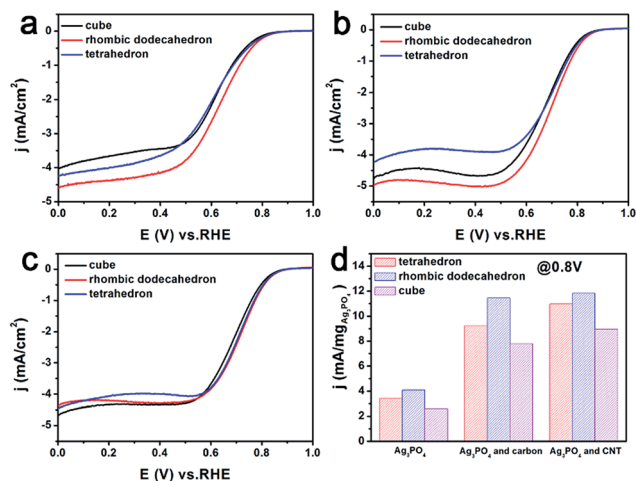 a
cube
rhombic dodecahedron
tetrahedron
j (mA/cm²)
0
-1
-2
-3
-4
-5
0.0 0.2 0.4 0.6 0.8 1.0
E (V) vs.RHE
b
cube
rhombic dodecahedron
tetrahedron
j (mA/cm²)
0
-1
-2
-3
-4
-5
-6
0.0 0.2 0.4 0.6 0.8 1.0
E (V) vs.RHE
c
cube
rhombic dodecahedron
tetrahedron
j (mA/cm²)
0
-1
-2
-3
-4
-5
0.0 0.2 0.4 0.6 0.8 1.0
E (V) vs.RHE
d
tetrahedron
rhombic dodecahedron
cube
@0.8V
j (mA/mg_Ag₃PO₄)
14
12
10
8
6
4
2
0
Ag₃PO₄ Ag₃PO₄ and carbon Ag₃PO₄ and CNT